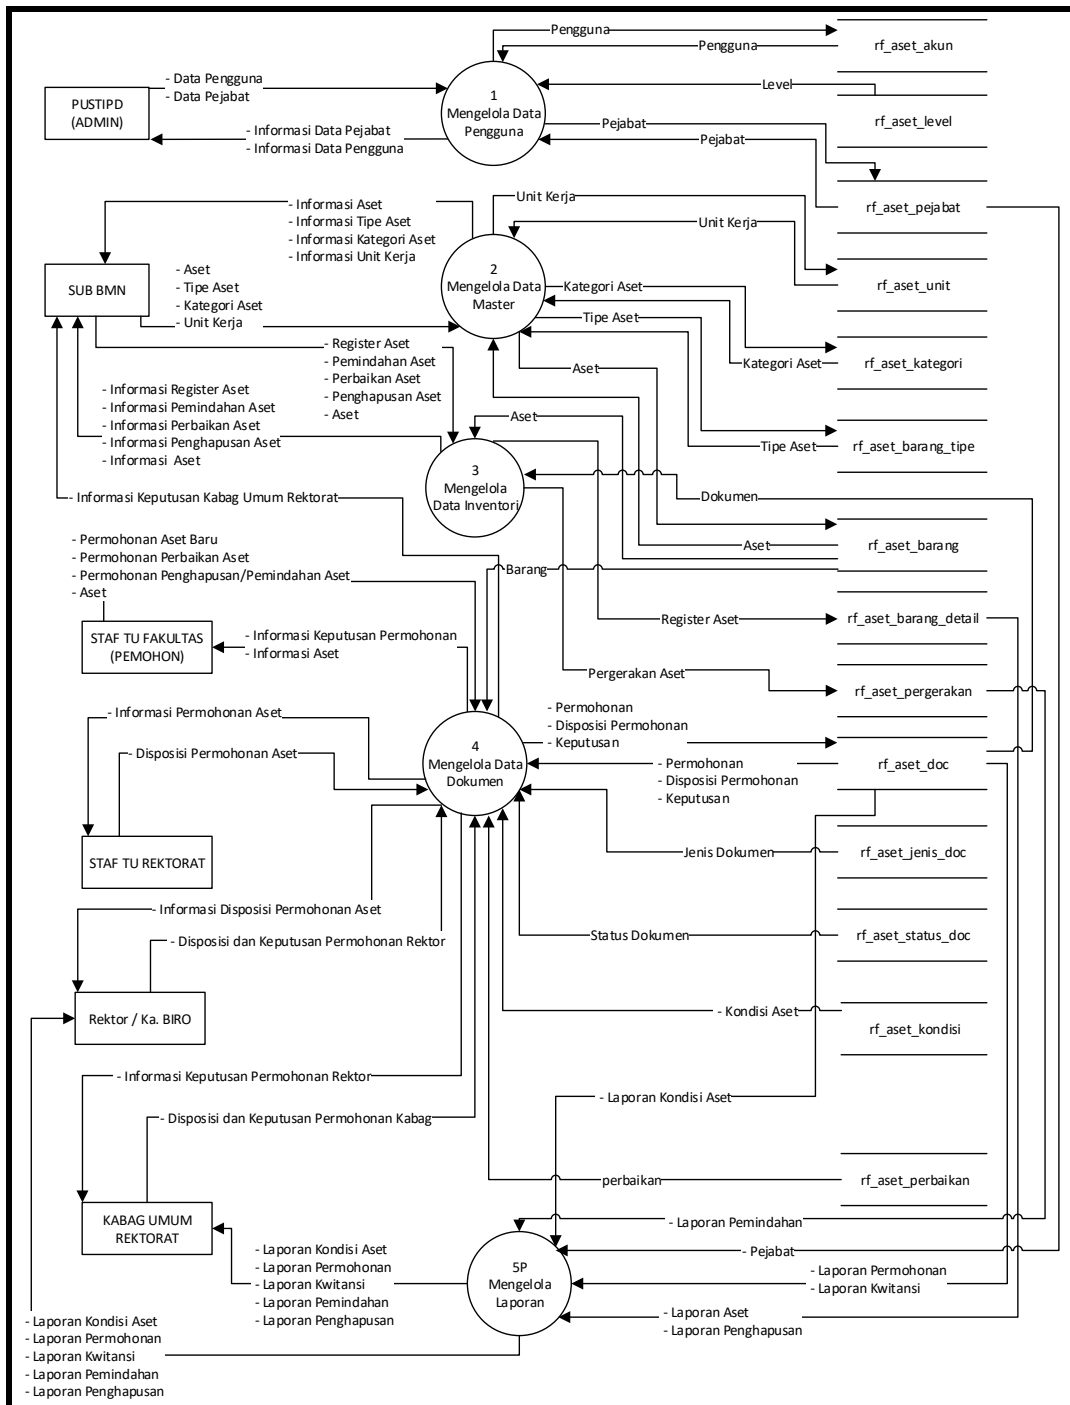 Pengguna
Pengguna
rf_aset_akun
- Data Pengguna
- Data Pejabat
PUSTIPD
(ADMIN)
- Informasi Data Pejabat
- Informasi Data Pengguna
1
Mengelola Data
Pengguna
Level
rf_aset_level
Pejabat
Pejabat
rf_aset_pejabat
- Informasi Aset
- Informasi Tipe Aset
- Informasi Kategori Aset
- Informasi Unit Kerja
Unit Kerja
Unit Kerja
rf_aset_unit
SUB BMN
- Aset
- Tipe Aset
- Kategori Aset
- Unit Kerja
2
Mengelola Data
Master
Kategori Aset
Tipe Aset
Kategori Aset
rf_aset_kategori
Aset
- Register Aset
- Pemindahan Aset
- Perbaikan Aset
- Penghapusan Aset
- Aset
- Informasi Register Aset
- Informasi Pemindahan Aset
- Informasi Perbaikan Aset
- Informasi Penghapusan Aset
- Informasi Aset
Aset
Tipe Aset
rf_aset_barang_tipe
3
Mengelola
Data Inventori
Dokumen
- Informasi Keputusan Kabag Umum Rektorat
Aset
rf_aset_barang
- Permohonan Aset Baru
- Permohonan Perbaikan Aset
- Permohonan Penghapusan/Pemindahan Aset
- Aset
Barang
STAF TU FAKULTAS
(PEMOHON)
- Informasi Keputusan Permohonan
- Informasi Aset
Register Aset
rf_aset_barang_detail
Pergerakan Aset
rf_aset_pergerakan
- Informasi Permohonan Aset
- Disposisi Permohonan Aset
4
Mengelola Data
Dokumen
- Permohonan
- Disposisi Permohonan
- Keputusan
- Permohonan
- Disposisi Permohonan
- Keputusan
rf_aset_doc
STAF TU REKTORAT
Jenis Dokumen
rf_aset_jenis_doc
- Informasi Disposisi Permohonan Aset
- Disposisi dan Keputusan Permohonan Rektor
Status Dokumen
rf_aset_status_doc
Rektor / Ka. BIRO
- Kondisi Aset
rf_aset_kondisi
- Informasi Keputusan Permohonan Rektor
- Laporan Kondisi Aset
- Disposisi dan Keputusan Permohonan Kabag
perbaikan
rf_aset_perbaikan
KABAG UMUM
REKTORAT
- Laporan Pemindahan
- Pejabat
- Laporan Kondisi Aset
- Laporan Permohonan
- Laporan Kwitansi
- Laporan Pemindahan
- Laporan Penghapusan
5P
Mengelola
Laporan
- Laporan Permohonan
- Laporan Kwitansi
- Laporan Aset
- Laporan Penghapusan
- Laporan Kondisi Aset
- Laporan Permohonan
- Laporan Kwitansi
- Laporan Pemindahan
- Laporan Penghapusan